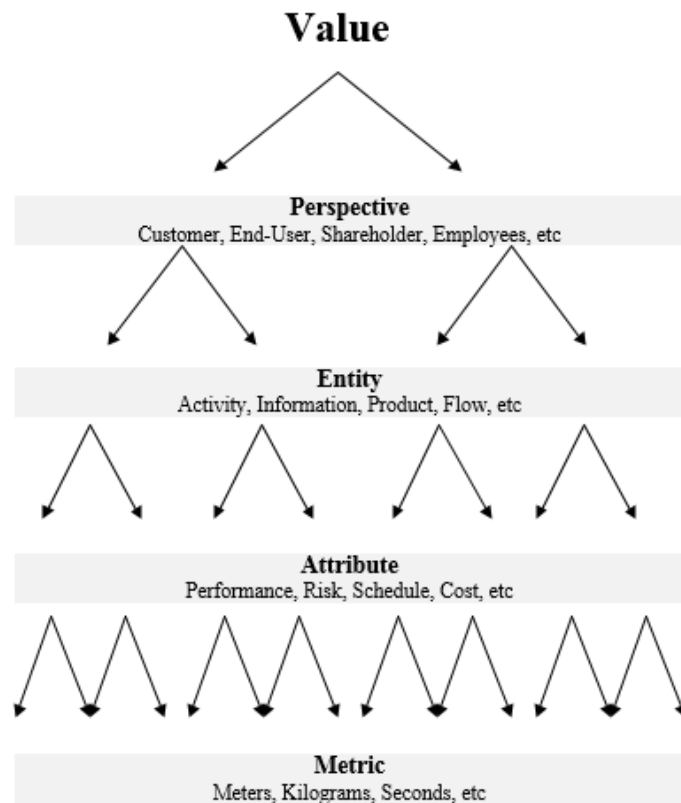 Value
Perspective
Customer, End-User, Shareholder, Employees, etc
Entity
Activity, Information, Product, Flow, etc
Attribute
Performance, Risk, Schedule, Cost, etc
Metric
Meters, Kilograms, Seconds, etc